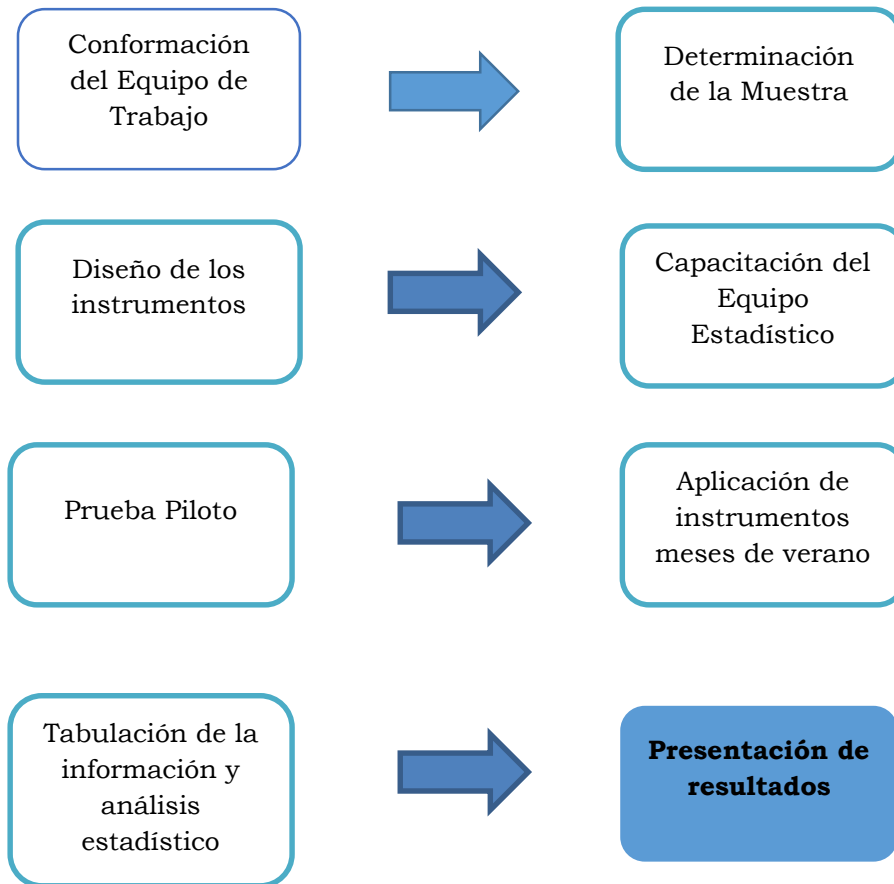 Conformación
del Equipo de
Trabajo
Determinación
de la Muestra
Diseño de los
instrumentos
Capacitación del
Equipo
Estadístico
Prueba Piloto
Aplicación de
instrumentos
meses de verano
Tabulación de la
información y
análisis
estadístico
Presentación de
resultados